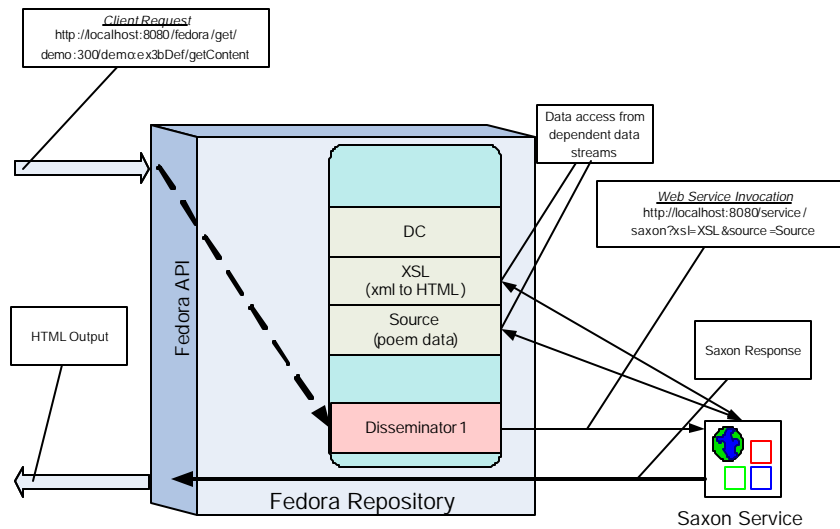 Client Request
http://localhost:8080/fedora/get/
demo:300/demo:ex3bDef/getContent
Data access from
dependent data
streams
Web Service Invocation
http://localhost:8080/service/
saxon?xsl=XSL&source=Source
DC
XSL
(xml to HTML)
Source
(poem data)
Fedora API
HTML Output
Saxon Response
Disseminator 1
Fedora Repository
Saxon Service